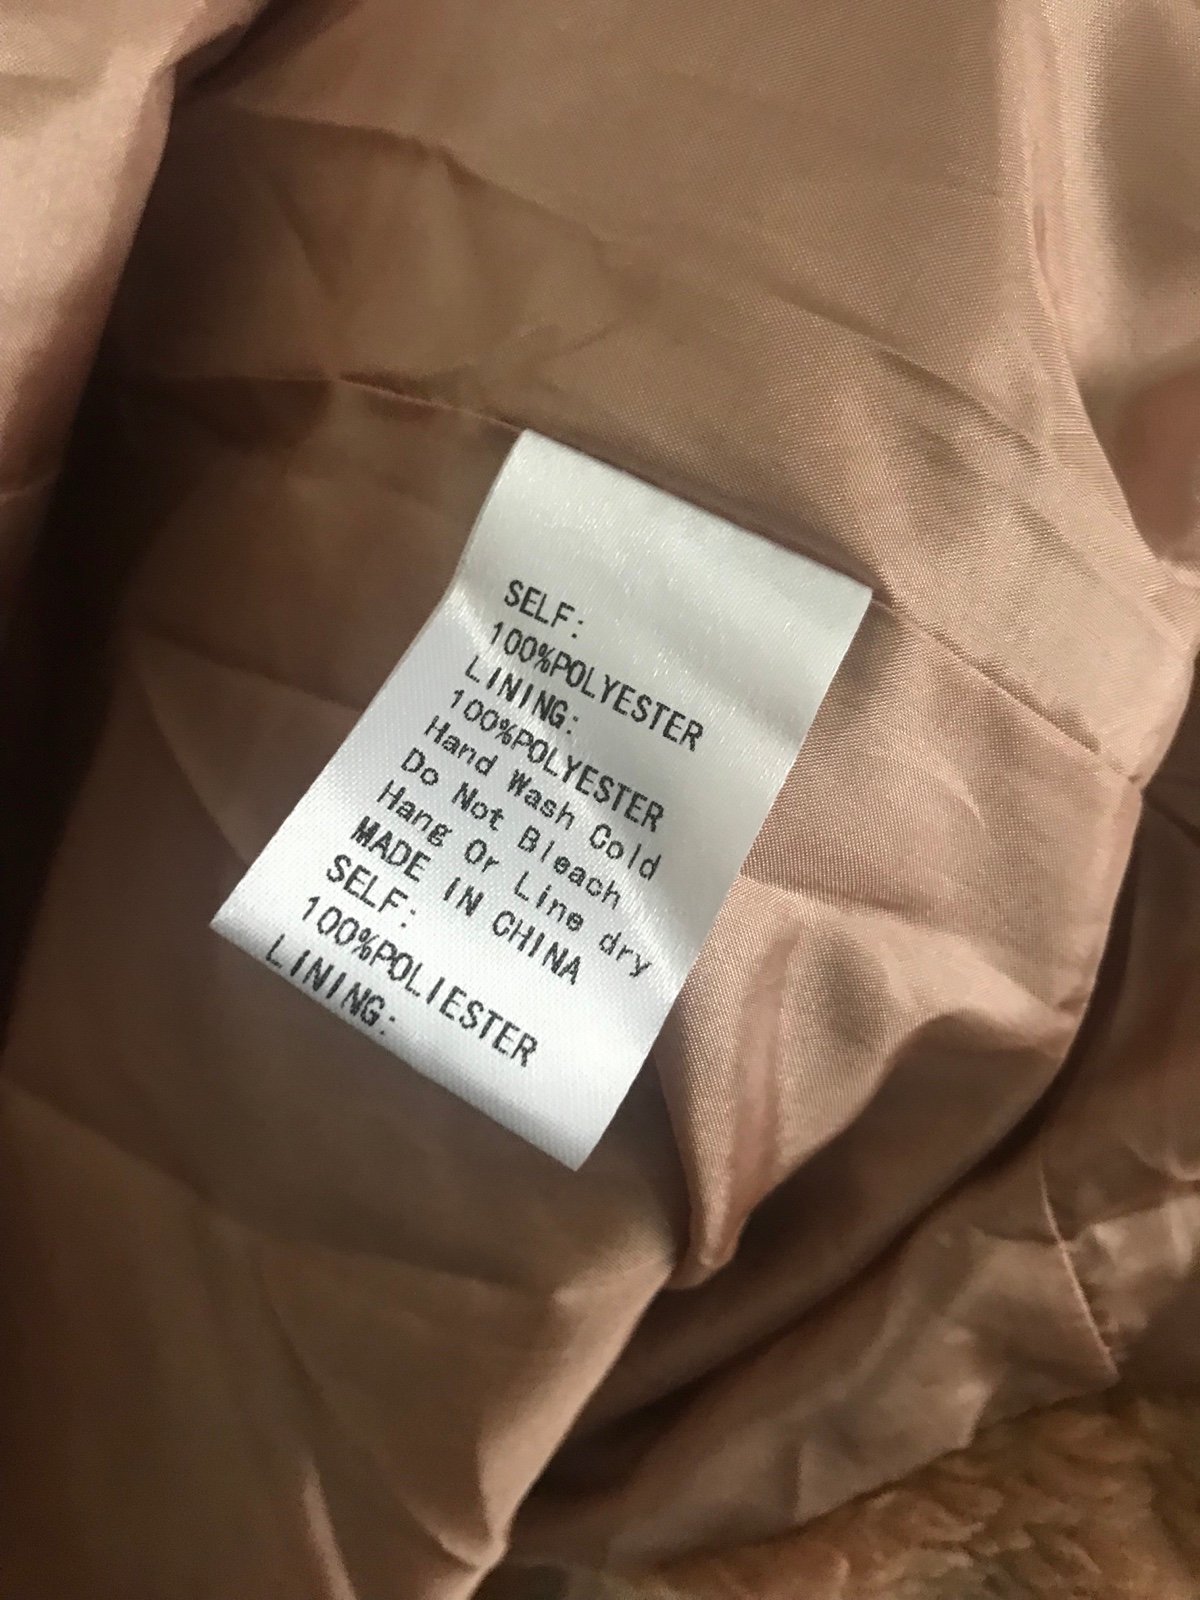 SELF:
100%POLYESTER
LINING:
100%POLYESTER
Hand Wash Cold
Do Not Bleach
Hang Or Line dry
MADE IN CHINA
SELF:
100%POLIESTER
LINING: